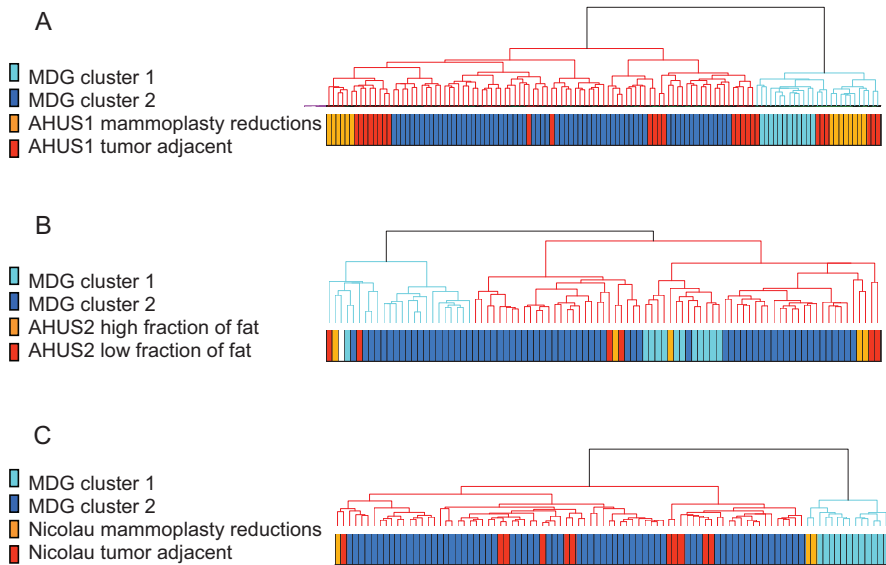 A
MDG cluster 1
MDG cluster 2
AHUS1 mammoplasty reductions
AHUS1 tumor adjacent
B
MDG cluster 1
MDG cluster 2
AHUS2 high fraction of fat
AHUS2 low fraction of fat
C
MDG cluster 1
MDG cluster 2
Nicolau mammoplasty reductions
Nicolau tumor adjacent